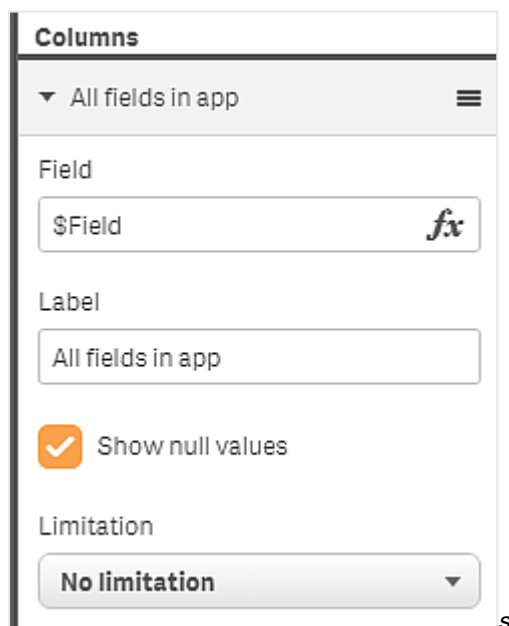 Columns
All fields in app
Field
$Field fx
Label
All fields in app
Show null values
Limitation
No limitation
s